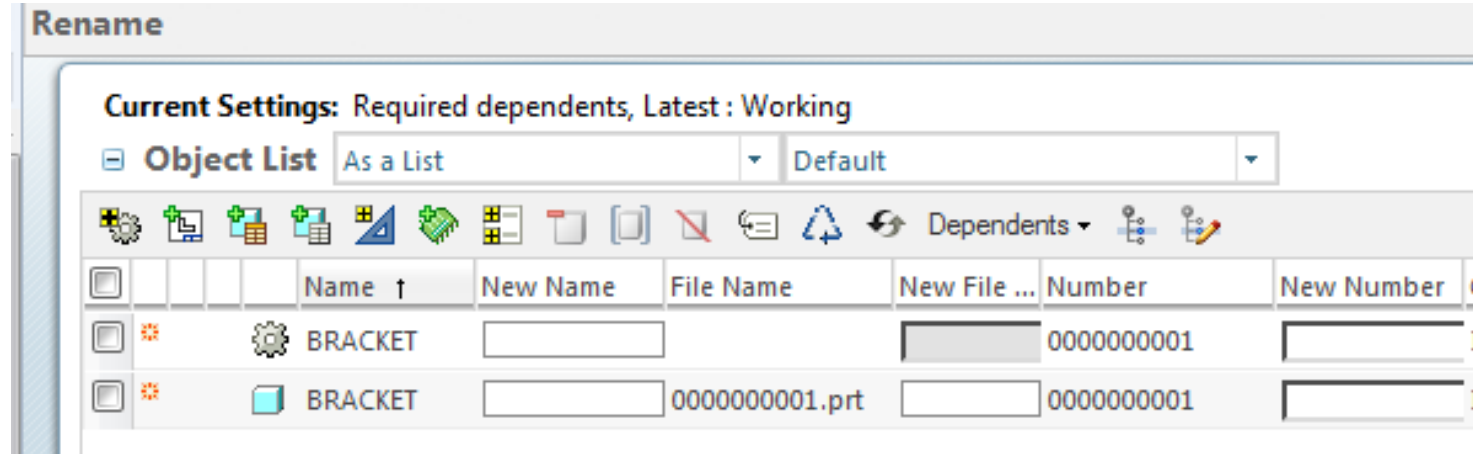 Rename
Current Settings: Required dependents, Latest : Working
Object List As a List Default
Dependents
Name ↑ New Name File Name New File ... Number New Number
BRACKET 0000000001
BRACKET 0000000001.prt 0000000001